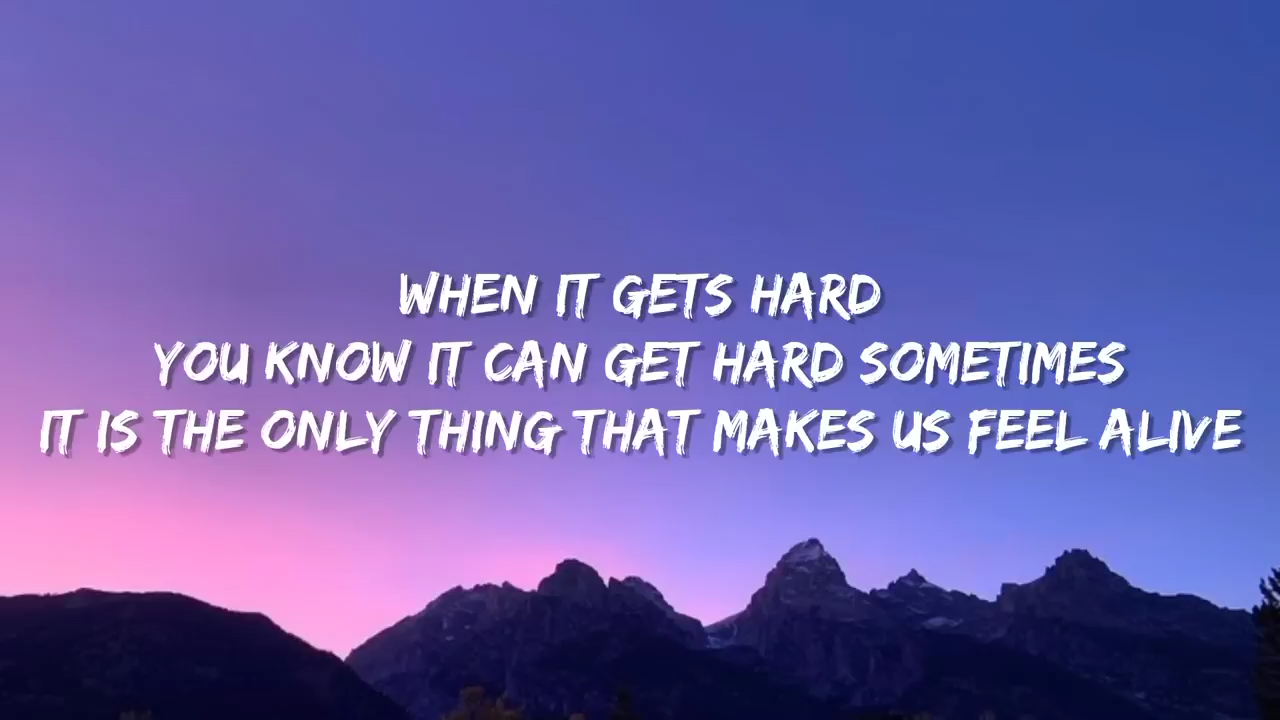 WHEN IT GETS HARD
YOU KNOW IT CAN GET HARD SOMETIMES
IT IS THE ONLY THING THAT MAKES US FEEL ALIVE